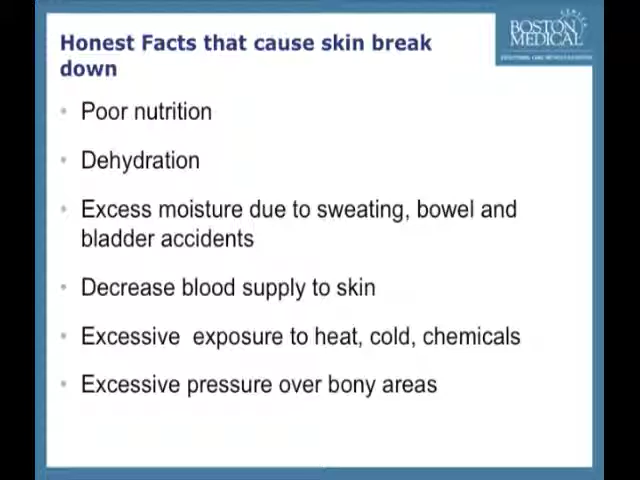 Honest Facts that cause skin break
down
• Poor nutrition
• Dehydration
• Excess moisture due to sweating, bowel and
bladder accidents
• Decrease blood supply to skin
• Excessive  exposure to heat, cold, chemicals
• Excessive pressure over bony areas
BOSTON
MEDICAL
CENTER